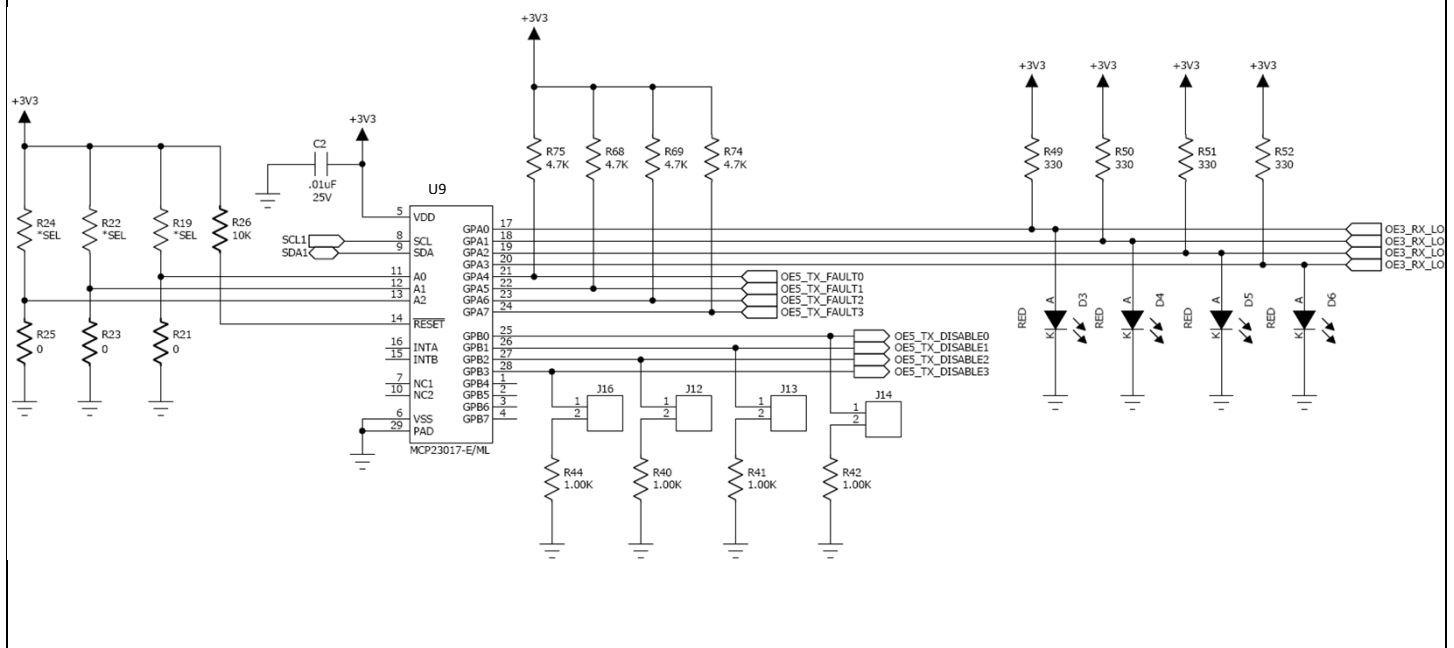 +3V3
+3V3
+3V3
+3V3
+3V3
+3V3
+3V3
C2
.01uF
25V
R75
4.7K
R68
4.7K
R69
4.7K
R74
4.7K
R49
330
R50
330
R51
330
R52
330
R24
*SEL
R22
*SEL
R19
*SEL
R26
10K
R25
0
R23
0
R21
0
SCL1
SDA1
U9
5 VDD
8 SCL
9 SDA
11 A0
12 A1
13 A2
14 RESET
16 INTA
15 INTB
7 NC1
10 NC2
6 VSS
29 PAD
GPA0 17
GPA1 18
GPA2 19
GPA3 20
GPA4 21
GPA5 22
GPA6 23
GPA7 24
GPB0 25
GPB1 26
GPB2 27
GPB3 28
GPB4 1
GPB5 2
GPB6 3
GPB7 4
MCP23017-E/ML
OE3_RX_LO
OE3_RX_LO
OE3_RX_LO
OE3_RX_LO
OE5_TX_FAULT0
OE5_TX_FAULT1
OE5_TX_FAULT2
OE5_TX_FAULT3
OE5_TX_DISABLE0
OE5_TX_DISABLE1
OE5_TX_DISABLE2
OE5_TX_DISABLE3
RED A K D3
RED A K D4
RED A K D5
RED A K D6
J16
1
2
J12
1
2
J13
1
2
J14
1
2
R44
1.00K
R40
1.00K
R41
1.00K
R42
1.00K